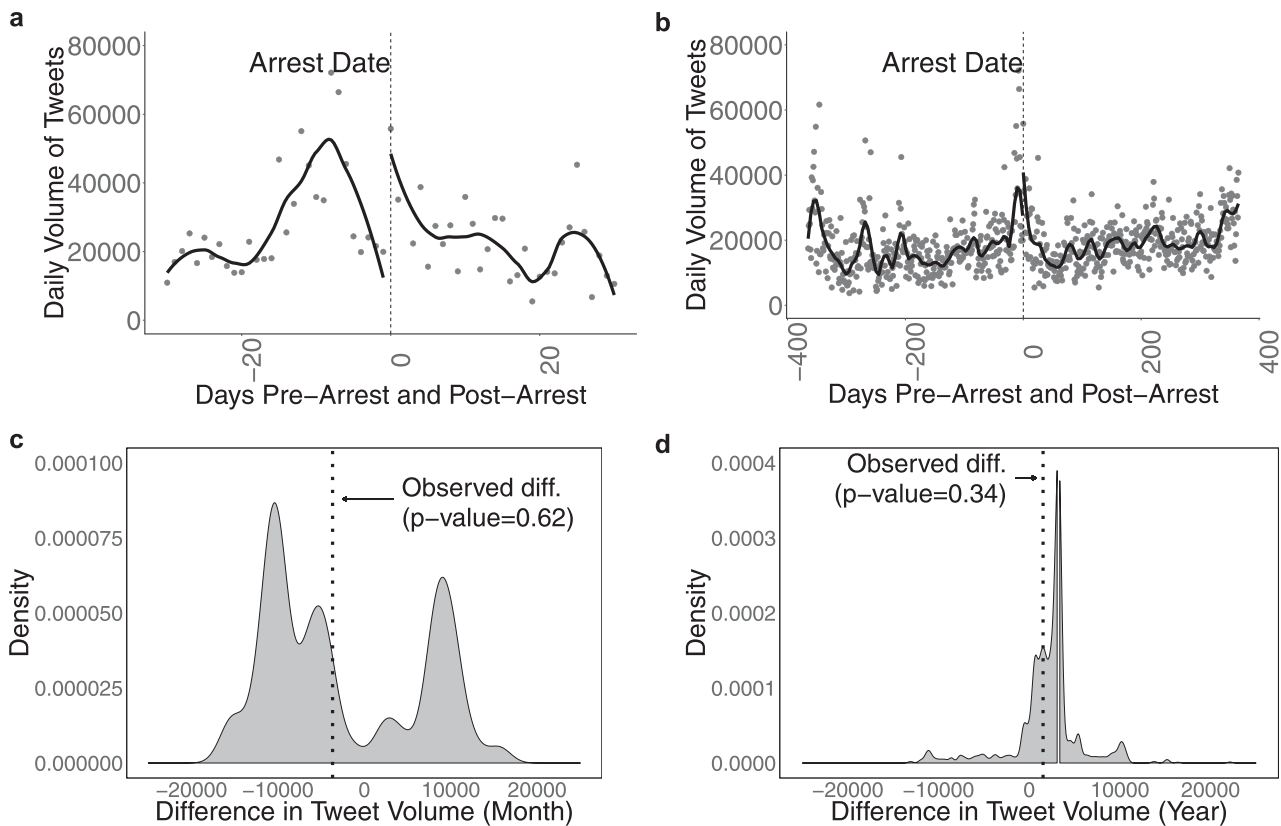 a
Arrest Date
Daily Volume of Tweets
80000
60000
40000
20000
0
−20
0
20
Days Pre−Arrest and Post−Arrest
b
Arrest Date
Daily Volume of Tweets
80000
60000
40000
20000
0
−400
−200
0
200
400
Days Pre−Arrest and Post−Arrest
c
Observed diff.
(p−value=0.62)
Density
0.000100
0.000075
0.000050
0.000025
0.000000
−20000 −10000 0 10000 20000
Difference in Tweet Volume (Month)
d
Observed diff.
(p−value=0.34)
Density
0.0004
0.0003
0.0002
0.0001
0.0000
−20000 −10000 0 10000 20000
Difference in Tweet Volume (Year)